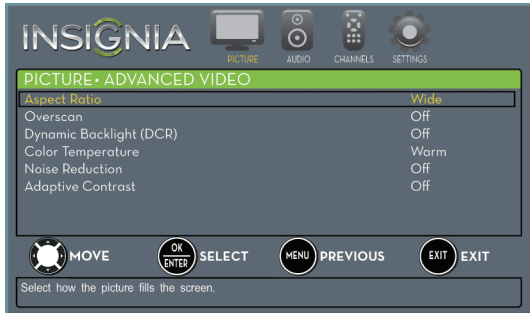 INSIGNIA
PICTURE AUDIO CHANNELS SETTINGS
PICTURE• ADVANCED VIDEO
Aspect Ratio Wide
Overscan Off
Dynamic Backlight (DCR) Off
Color Temperature Warm
Noise Reduction Off
Adaptive Contrast Off
MOVE OK ENTER SELECT MENU PREVIOUS EXIT EXIT
Select how the picture fills the screen.